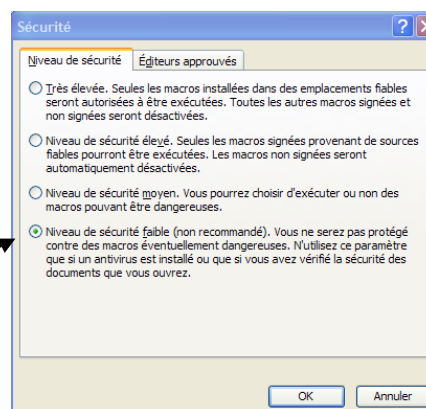 Sécurité
Niveau de sécurité
Éditeurs approuvés
Très élevée. Seules les macros installées dans des emplacements fiables
seront autorisées à être exécutées. Toutes les autres macros signées et
non signées seront désactivées.
Niveau de sécurité élevé. Seules les macros signées provenant de sources
fiables pourront être exécutées. Les macros non signées seront
automatiquement désactivées.
Niveau de sécurité moyen. Vous pourrez choisir d'exécuter ou non des
macros pouvant être dangereuses.
Niveau de sécurité faible (non recommandé). Vous ne serez pas protégé
contre des macros éventuellement dangereuses. N'utilisez ce paramètre
que si un antivirus est installé ou que si vous avez vérifié la sécurité des
documents que vous ouvrez.
OK
Annuler